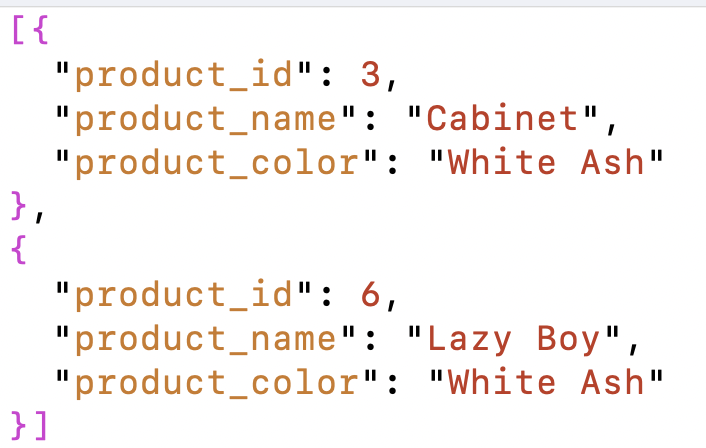 [{
  "product_id": 3,
  "product_name": "Cabinet",
  "product_color": "White Ash"
},
{
  "product_id": 6,
  "product_name": "Lazy Boy",
  "product_color": "White Ash"
}]